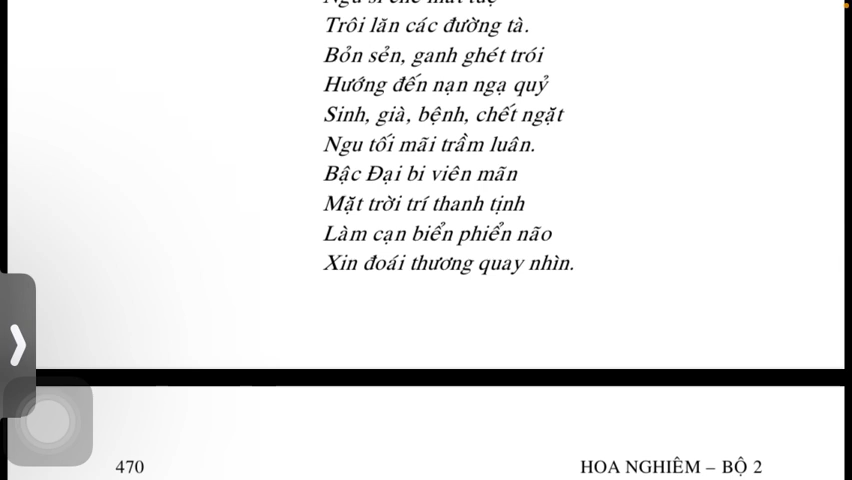 Trôi lăn các đường tà.
Bỏn sẻn, ganh ghét trói
Hướng đến nạn ngạ quỷ
Sinh, già, bệnh, chết ngặt
Ngu tối mãi trầm luân.
Bậc Đại bi viên mãn
Mặt trời trí thanh tịnh
Làm cạn biển phiền não
Xin đoái thương quay nhìn.
470
HOA NGHIÊM – BỘ 2